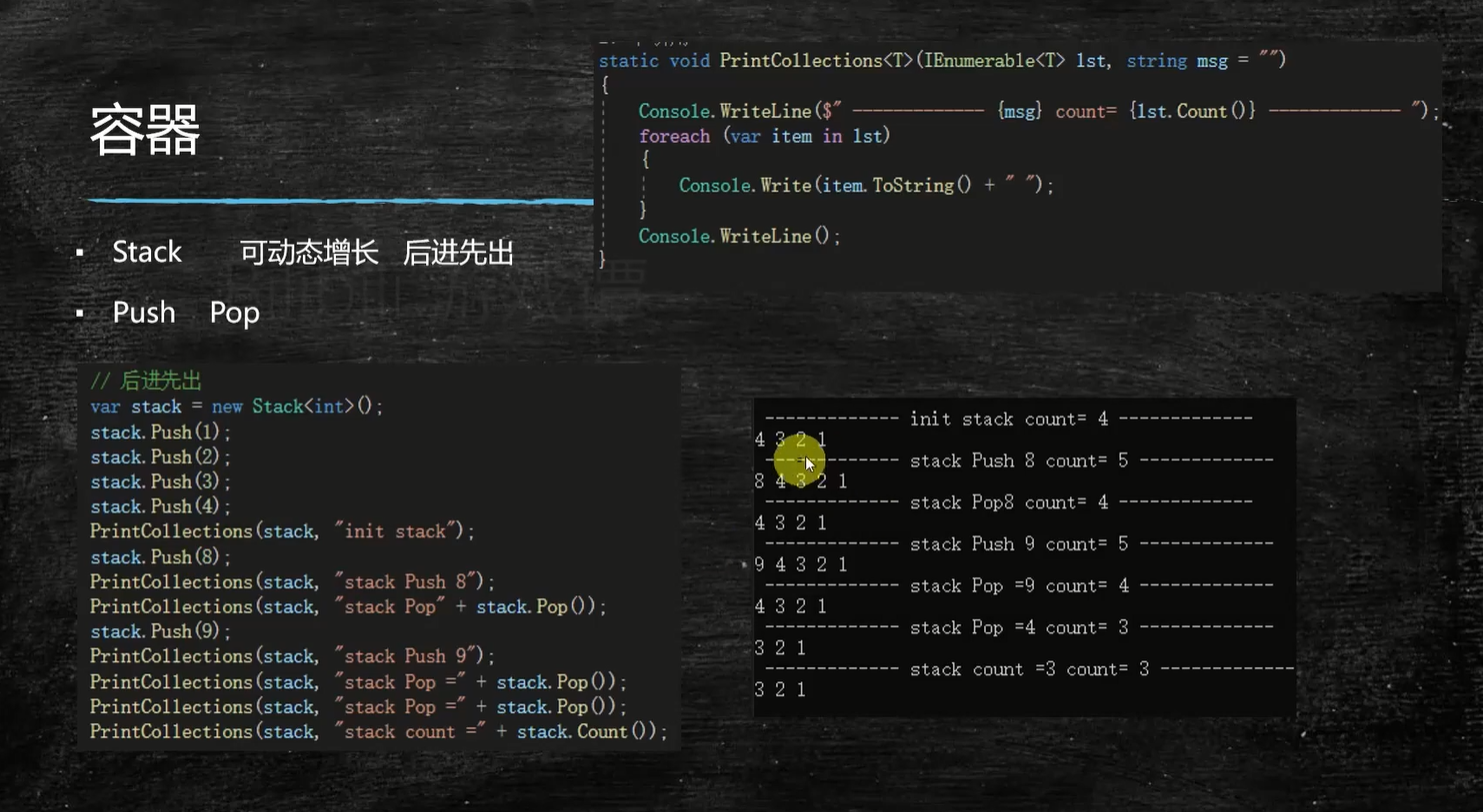 容器
▪ Stack 可动态增长 后进先出
▪ Push Pop
static void PrintCollections<T>(IEnumerable<T> lst, string msg = "")
{
Console.WriteLine($" ------------- {msg} count= {lst.Count()} ------------- ");
foreach (var item in lst)
{
Console.Write(item.ToString() + " ");
}
Console.WriteLine();
}
// 后进先出
var stack = new Stack<int>();
stack.Push(1);
stack.Push(2);
stack.Push(3);
stack.Push(4);
PrintCollections(stack, "init stack");
stack.Push(8);
PrintCollections(stack, "stack Push 8");
PrintCollections(stack, "stack Pop" + stack.Pop());
stack.Push(9);
PrintCollections(stack, "stack Push 9");
PrintCollections(stack, "stack Pop =" + stack.Pop());
PrintCollections(stack, "stack Pop =" + stack.Pop());
PrintCollections(stack, "stack count =" + stack.Count());
------------- init stack count= 4 -------------
4 3 2 1
------------- stack Push 8 count= 5 -------------
8 4 3 2 1
------------- stack Pop8 count= 4 -------------
4 3 2 1
------------- stack Push 9 count= 5 -------------
9 4 3 2 1
------------- stack Pop =9 count= 4 -------------
4 3 2 1
------------- stack Pop =4 count= 3 -------------
3 2 1
------------- stack count =3 count= 3 -------------
3 2 1